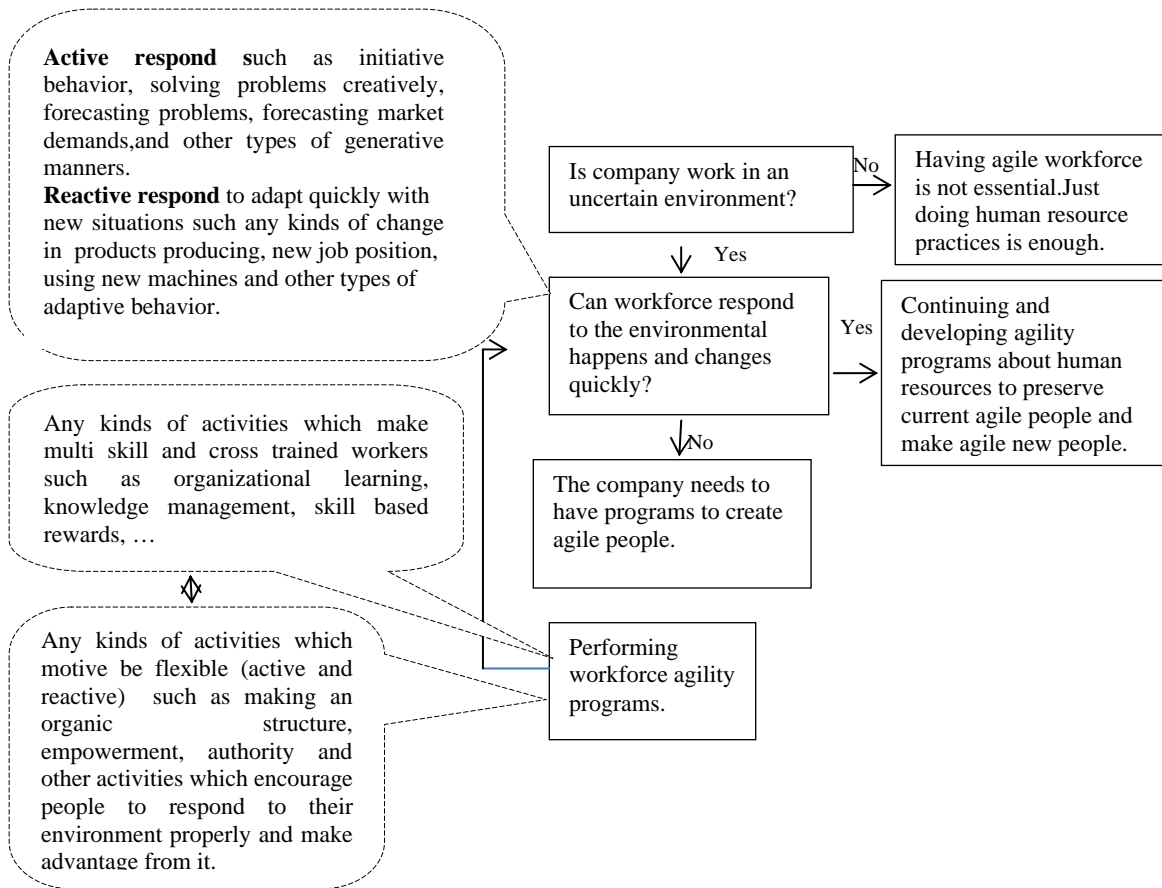 Active respond such as initiative
behavior, solving problems creatively,
forecasting problems, forecasting market
demands,and other types of generative
manners.
Reactive respond to adapt quickly with
new situations such any kinds of change
in products producing, new job position,
using new machines and other types of
adaptive behavior.
Is company work in an
uncertain environment?
No
Having agile workforce
is not essential.Just
doing human resource
practices is enough.
Yes
Can workforce respond
to the environmental
happens and changes
quickly?
Yes
Continuing and
developing agility
programs about human
resources to preserve
current agile people and
make agile new people.
No
The company needs to
have programs to create
agile people.
Any kinds of activities which make
multi skill and cross trained workers
such as organizational learning,
knowledge management, skill based
rewards, …
Performing
workforce agility
programs.
Any kinds of activities which
motive be flexible (active and
reactive) such as making an
organic structure,
empowerment, authority and
other activities which encourage
people to respond to their
environment properly and make
advantage from it.